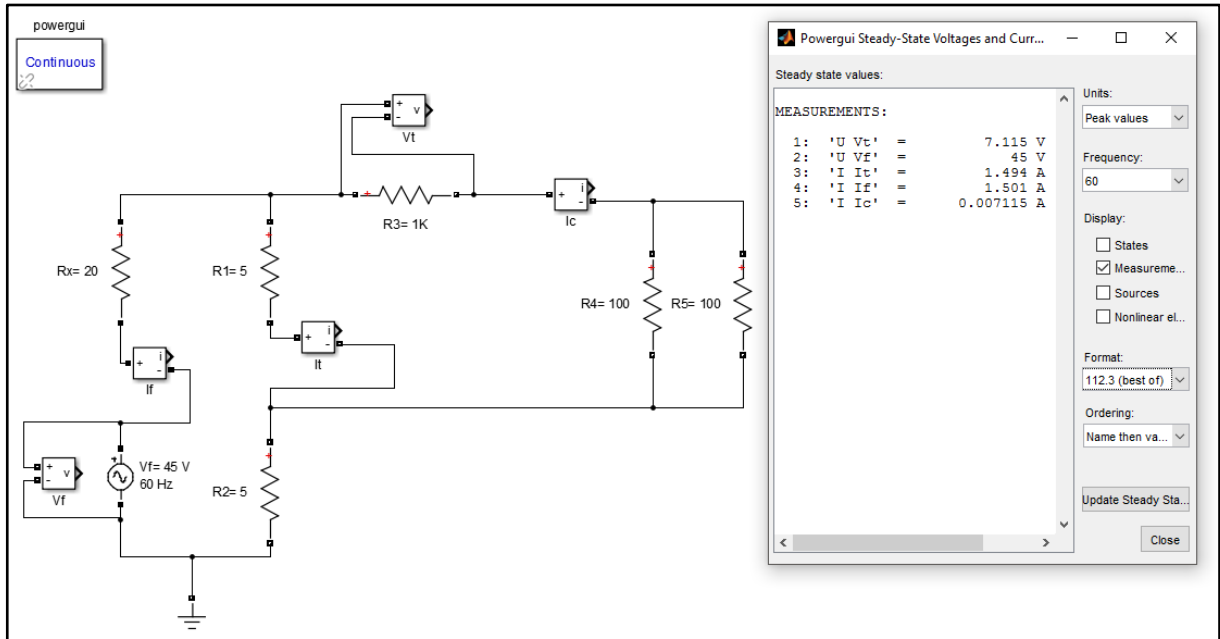 powergui
Continuous
+
-
v
Vt
+
R3= 1K
+
-
i
Ic
+
Rx= 20
+
R1= 5
+
R4= 100
+
R5= 100
+
-
i
It
+
-
i
If
+
-
v
Vf
+
Vf= 45 V
60 Hz
+
R2= 5
Powergui Steady-State Voltages and Curr...
Steady state values:
MEASUREMENTS:
1: 'U Vt' = 7.115 V
2: 'U Vf' = 45 V
3: 'I It' = 1.494 A
4: 'I If' = 1.501 A
5: 'I Ic' = 0.007115 A
Units:
Peak values
Frequency:
60
Display:
States
Measureme...
Sources
Nonlinear el...
Format:
112.3 (best of)
Ordering:
Name then va...
Update Steady Sta...
Close